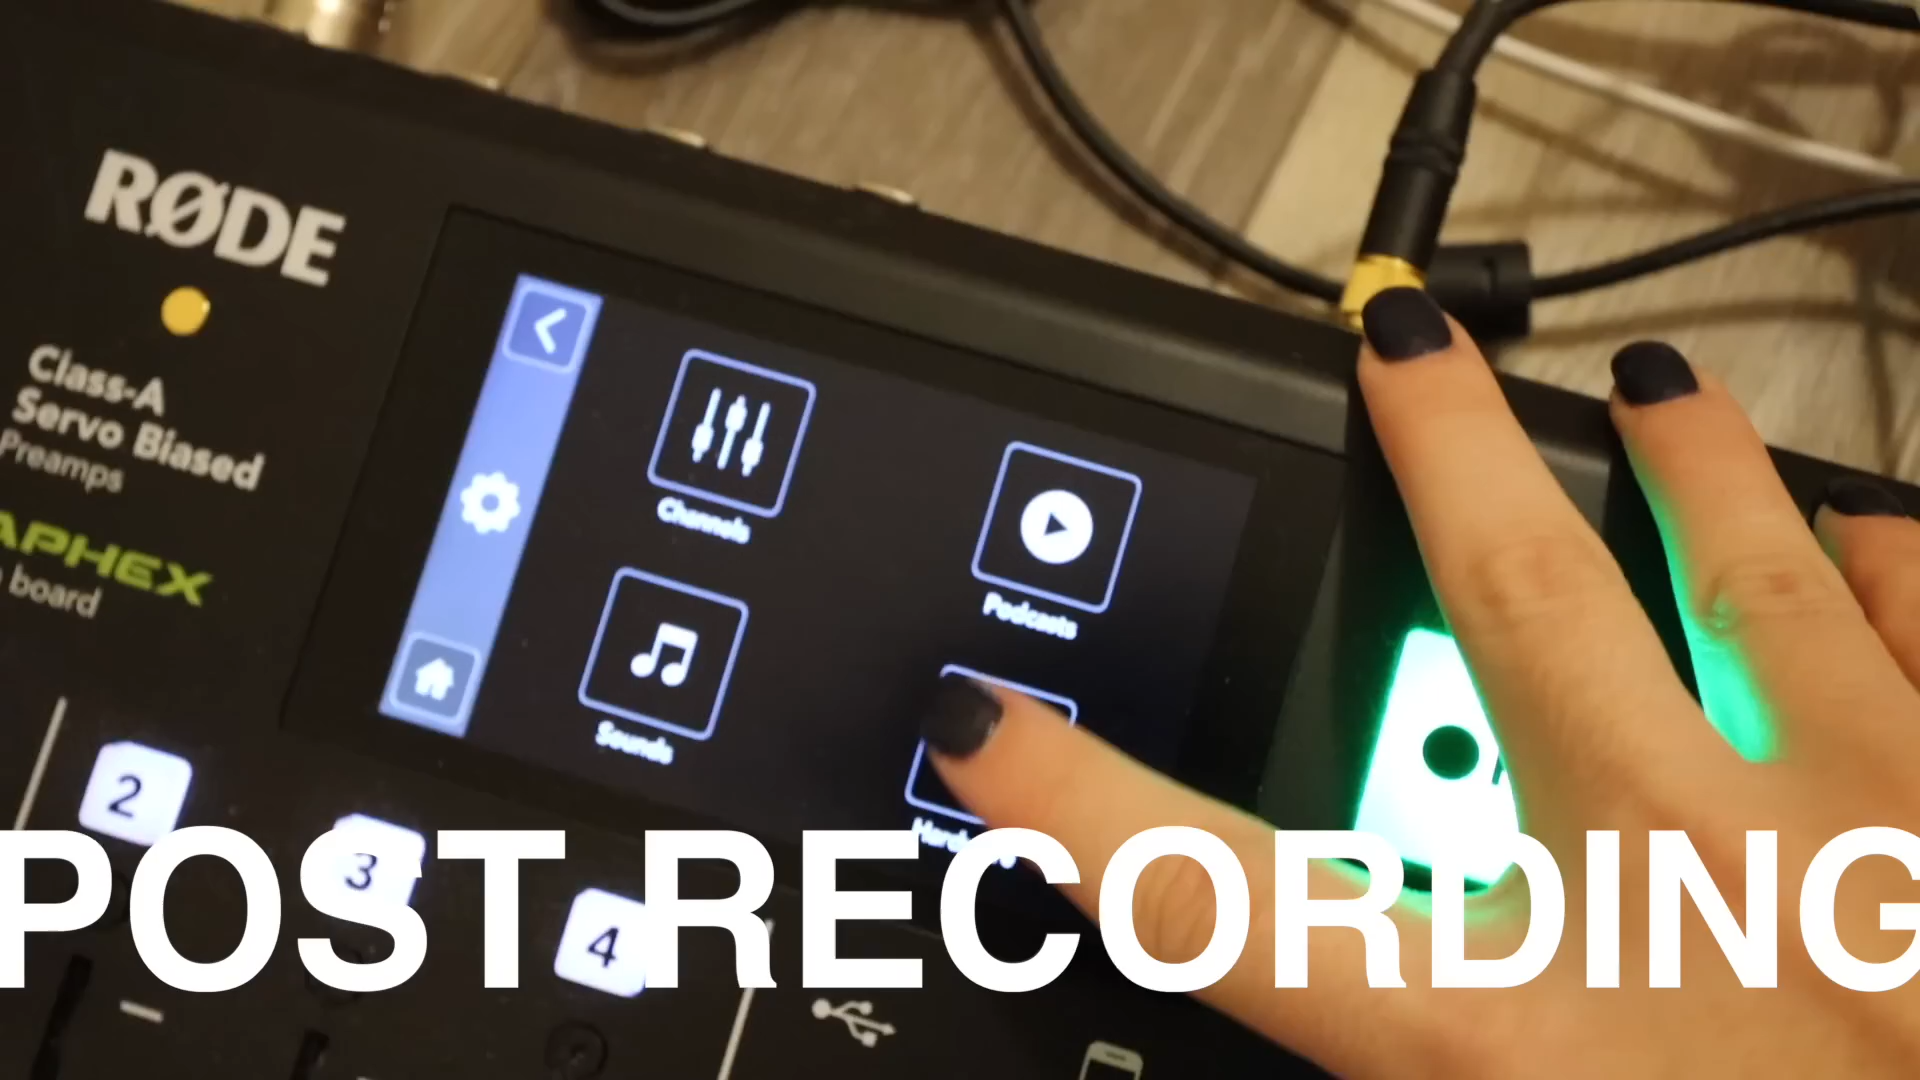 RØDE
Class-A
Servo Biased
Preamps
APHEX
board
Channels
Podcasts
Sounds
2
3
4
POST RECORDING